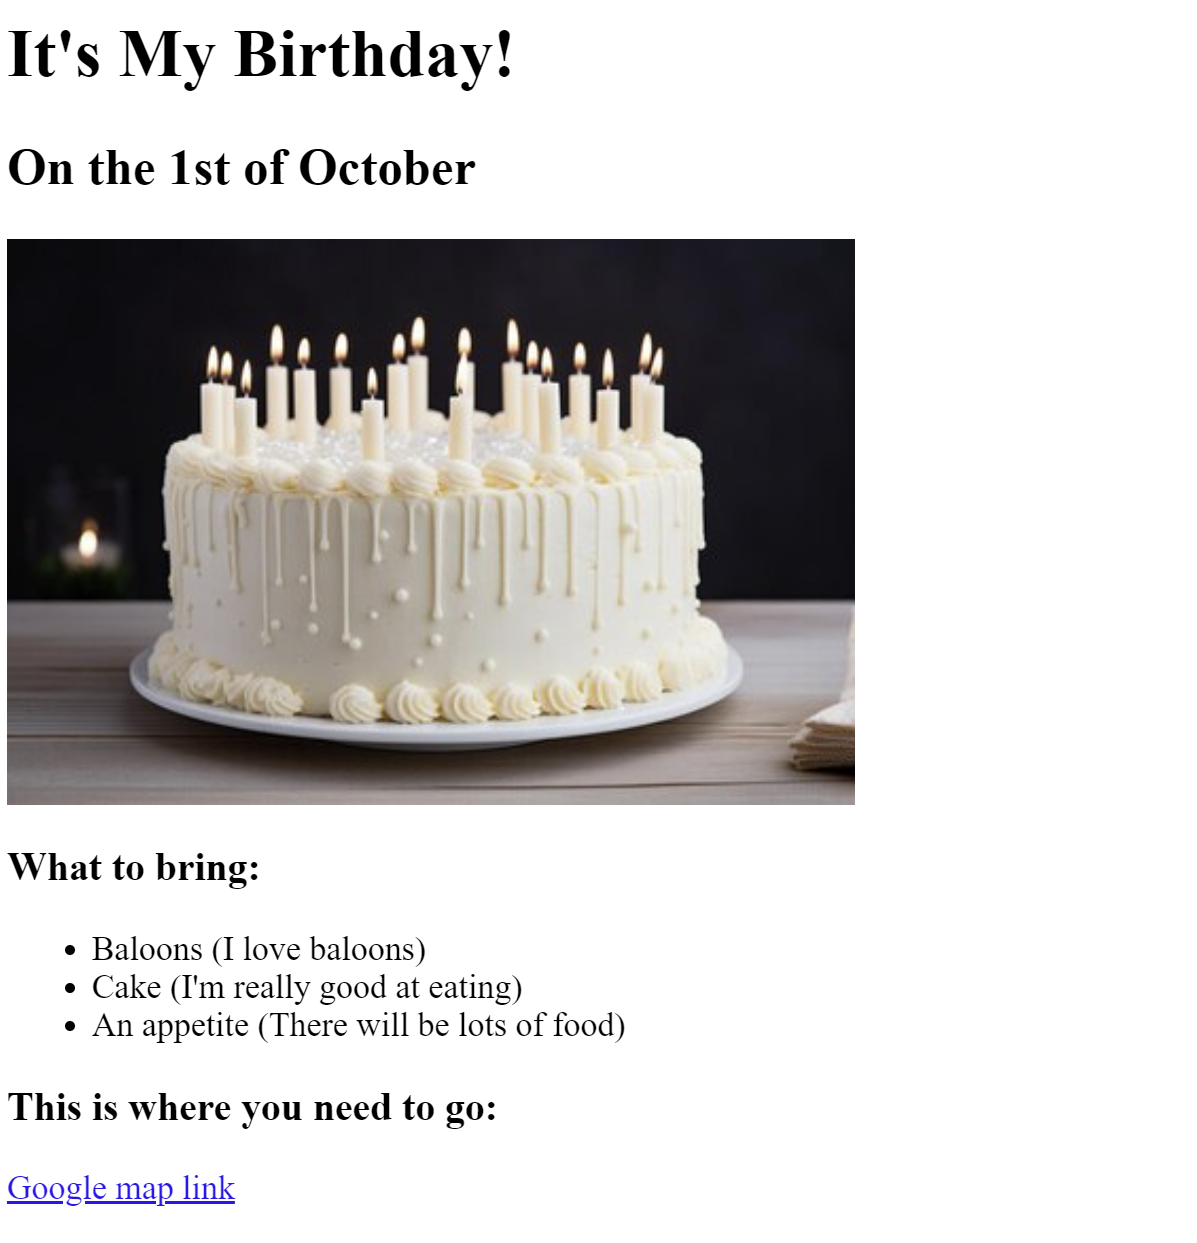 It's My Birthday!
On the 1st of October
What to bring:
Baloons (I love baloons)
Cake (I'm really good at eating)
An appetite (There will be lots of food)
This is where you need to go:
Google map link